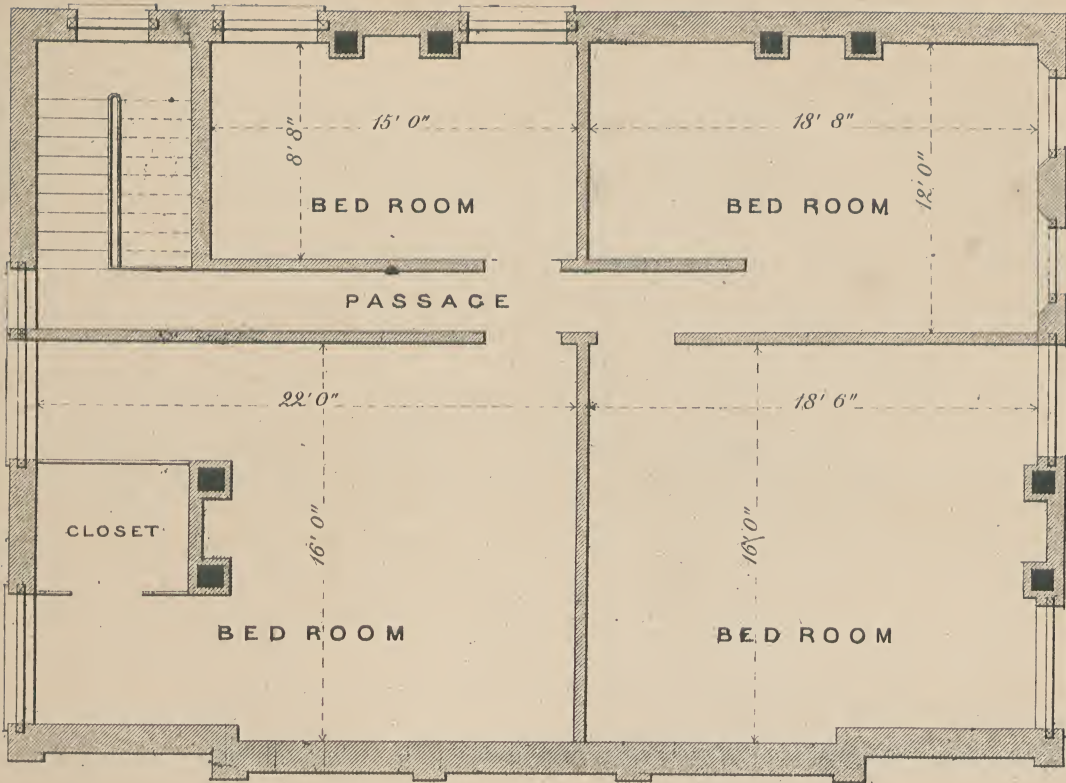 15' 0"
8' 8"
BED ROOM
18' 8"
12' 0"
BED ROOM
PASSAGE
22' 0"
16' 0"
CLOSET
BED ROOM
18' 6"
16' 0"
BED ROOM